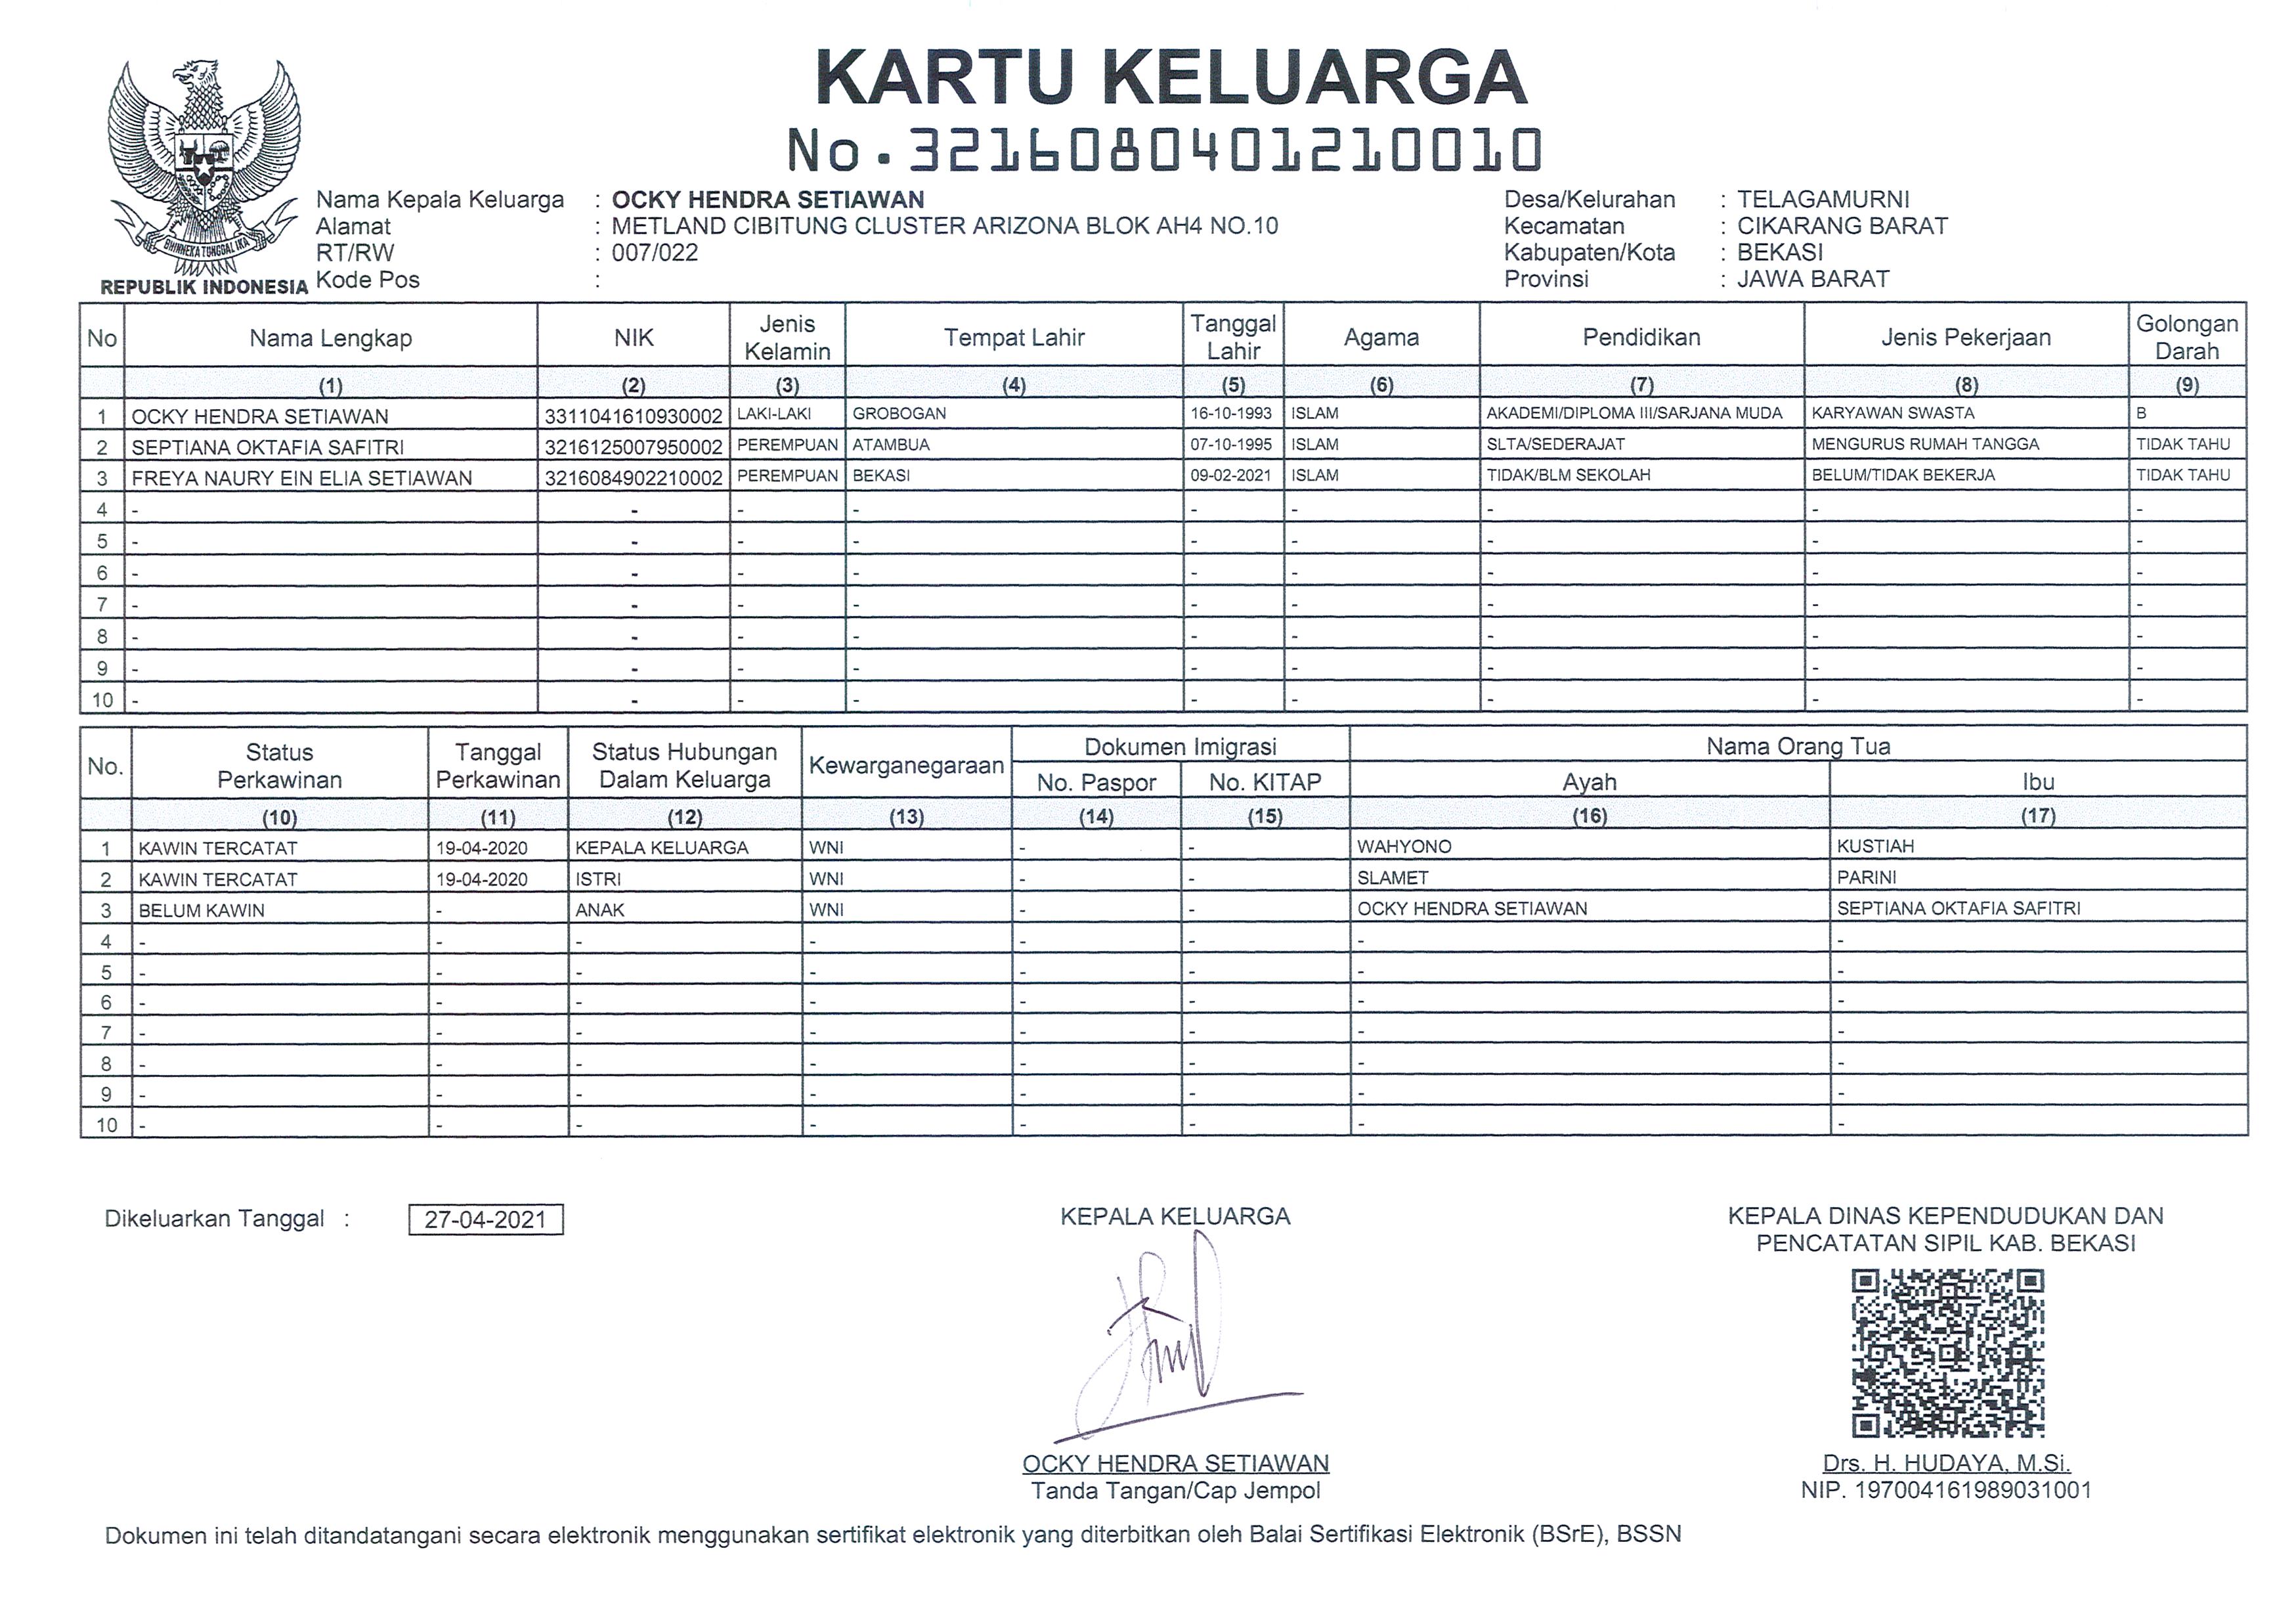 KARTU KELUARGA
No. 3216080401210010
BHINNEKA TUNGGAL IKA
REPUBLIK INDONESIA
Nama Kepala Keluarga : OCKY HENDRA SETIAWAN
Alamat : METLAND CIBITUNG CLUSTER ARIZONA BLOK AH4 NO.10
RT/RW : 007/022
Kode Pos :
Desa/Kelurahan : TELAGAMURNI
Kecamatan : CIKARANG BARAT
Kabupaten/Kota : BEKASI
Provinsi : JAWA BARAT
No Nama Lengkap NIK Jenis Kelamin Tempat Lahir Tanggal Lahir Agama Pendidikan Jenis Pekerjaan Golongan Darah
(1) (2) (3) (4) (5) (6) (7) (8) (9)
1 OCKY HENDRA SETIAWAN 3311041610930002 LAKI-LAKI GROBOGAN 16-10-1993 ISLAM AKADEMI/DIPLOMA III/SARJANA MUDA KARYAWAN SWASTA B
2 SEPTIANA OKTAFIA SAFITRI 3216125007950002 PEREMPUAN ATAMBUA 07-10-1995 ISLAM SLTA/SEDERAJAT MENGURUS RUMAH TANGGA TIDAK TAHU
3 FREYA NAURY EIN ELIA SETIAWAN 3216084902210002 PEREMPUAN BEKASI 09-02-2021 ISLAM TIDAK/BLM SEKOLAH BELUM/TIDAK BEKERJA TIDAK TAHU
4 - - - - - - - - -
5 - - - - - - - - -
6 - - - - - - - - -
7 - - - - - - - - -
8 - - - - - - - - -
9 - - - - - - - - -
10 - - - - - - - - -
No. Status Perkawinan Tanggal Perkawinan Status Hubungan Dalam Keluarga Kewarganegaraan Dokumen Imigrasi Nama Orang Tua
No. Paspor No. KITAP Ayah Ibu
(10) (11) (12) (13) (14) (15) (16) (17)
1 KAWIN TERCATAT 19-04-2020 KEPALA KELUARGA WNI - - WAHYONO KUSTIAH
2 KAWIN TERCATAT 19-04-2020 ISTRI WNI - - SLAMET PARINI
3 BELUM KAWIN - ANAK WNI - - OCKY HENDRA SETIAWAN SEPTIANA OKTAFIA SAFITRI
4 - - - - - - - -
5 - - - - - - - -
6 - - - - - - - -
7 - - - - - - - -
8 - - - - - - - -
9 - - - - - - - -
10 - - - - - - - -
Dikeluarkan Tanggal : 27-04-2021
KEPALA KELUARGA
OCKY HENDRA SETIAWAN
Tanda Tangan/Cap Jempol
KEPALA DINAS KEPENDUDUKAN DAN
PENCATATAN SIPIL KAB. BEKASI
Drs. H. HUDAYA, M.Si.
NIP. 197004161989031001
Dokumen ini telah ditandatangani secara elektronik menggunakan sertifikat elektronik yang diterbitkan oleh Balai Sertifikasi Elektronik (BSrE), BSSN